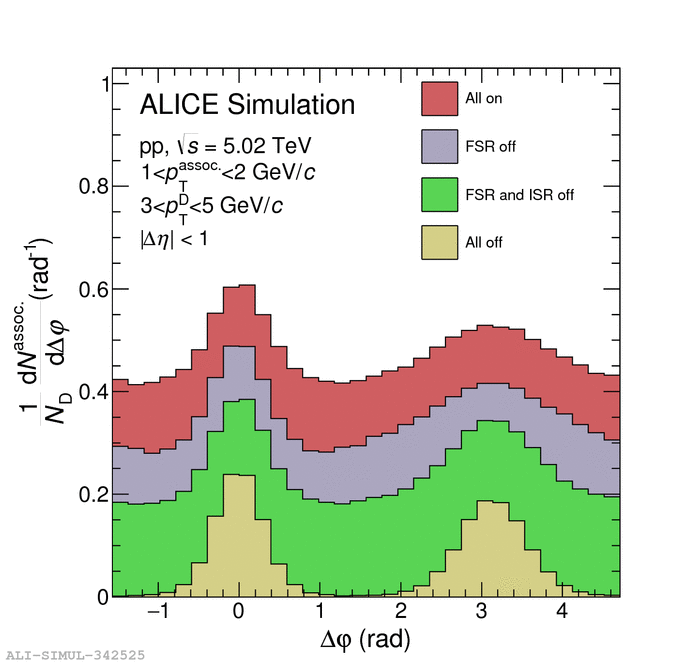 ALICE Simulation
pp, √s = 5.02 TeV
1<p_T^assoc.<2 GeV/c
3<p_T^D<5 GeV/c
|Δη| < 1
All on
FSR off
FSR and ISR off
All off
1/N_D dN^assoc./dΔφ (rad^-1)
1
0.8
0.6
0.4
0.2
0
−1 0 1 2 3 4
Δφ (rad)
ALI-SIMUL-342525